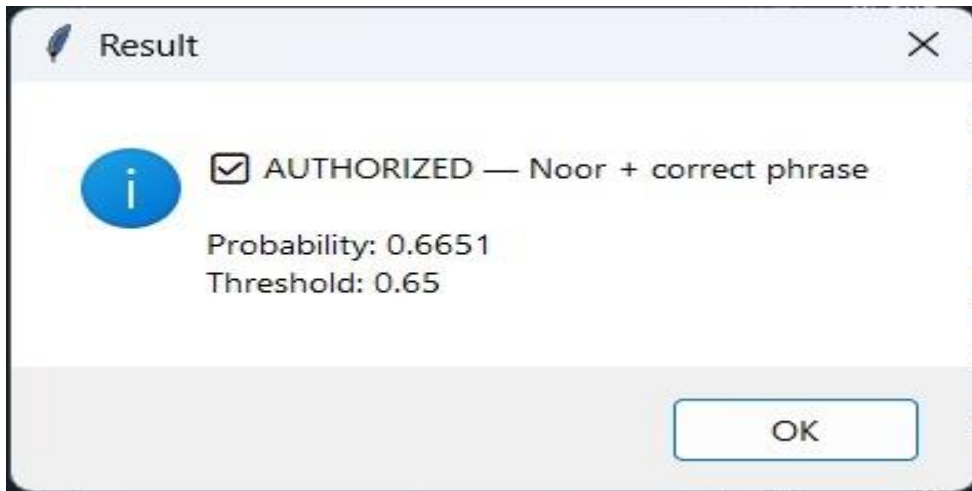 Result
☑ AUTHORIZED — Noor + correct phrase
Probability: 0.6651
Threshold: 0.65
OK